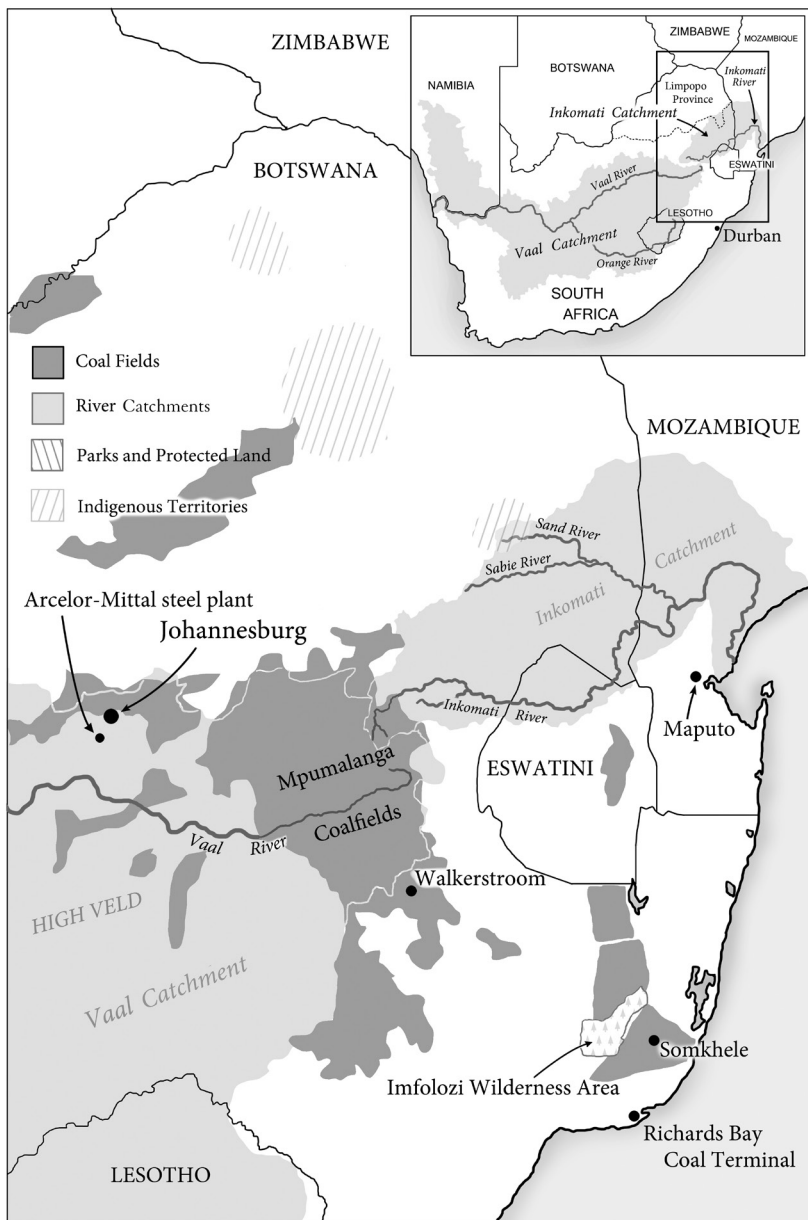 ZIMBABWE
BOTSWANA
ZIMBABWE
MOZAMBIQUE
BOTSWANA
NAMIBIA
Limpopo
Province
Inkomati
River
Inkomati Catchment
ESWATINI
Vaal River
LESOTHO
Vaal Catchment
Durban
Orange River
SOUTH
AFRICA
Coal Fields
River Catchments
Parks and Protected Land
Indigenous Territories
MOZAMBIQUE
Sand River
Catchment
Sabie River
Inkomati
Arcelor-Mittal steel plant
Johannesburg
Inkomati River
Maputo
Mpumalanga
ESWATINI
Coalfields
Vaal River
Walkerstroom
HIGH VELD
Vaal Catchment
Somkhele
Imfolozi Wilderness Area
Richards Bay
Coal Terminal
LESOTHO